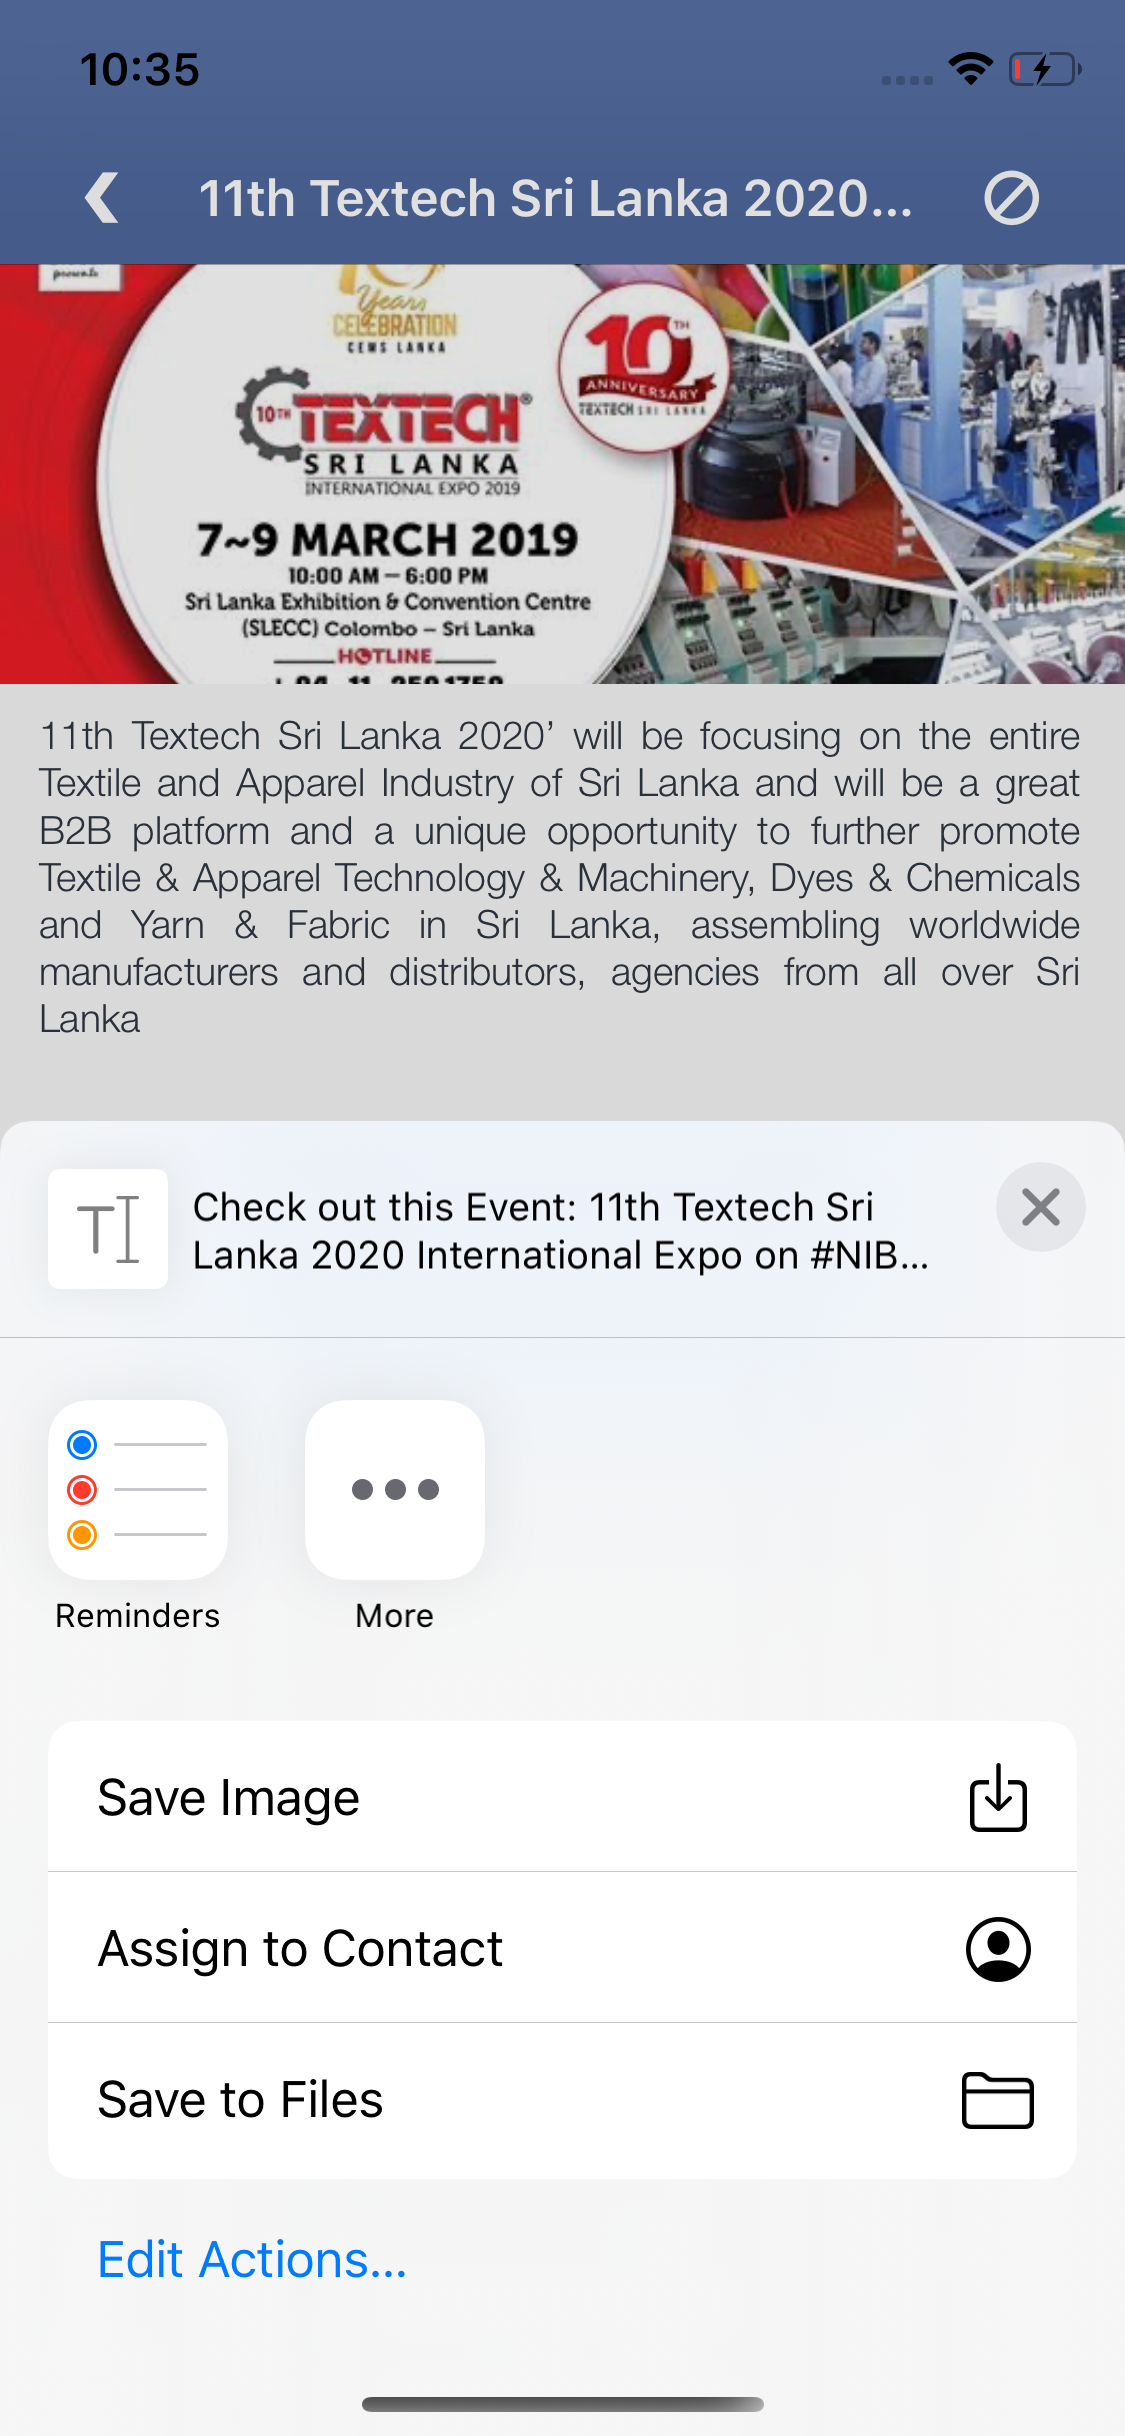 10:35
11th Textech Sri Lanka 2020...
presents
10
Years
CELEBRATION
CEMS LANKA
10TH
ANNIVERSARY
TEXTECH SRI LANKA
10TH TEXTECH®
SRI LANKA
INTERNATIONAL EXPO 2019
7~9 MARCH 2019
10:00 AM – 6:00 PM
Sri Lanka Exhibition & Convention Centre
(SLECC) Colombo – Sri Lanka
HOTLINE
11th Textech Sri Lanka 2020’ will be focusing on the entire
Textile and Apparel Industry of Sri Lanka and will be a great
B2B platform and a unique opportunity to further promote
Textile & Apparel Technology & Machinery, Dyes & Chemicals
and Yarn & Fabric in Sri Lanka, assembling worldwide
manufacturers and distributors, agencies from all over Sri
Lanka
Check out this Event: 11th Textech Sri
Lanka 2020 International Expo on #NIB...
Reminders
More
Save Image
Assign to Contact
Save to Files
Edit Actions...